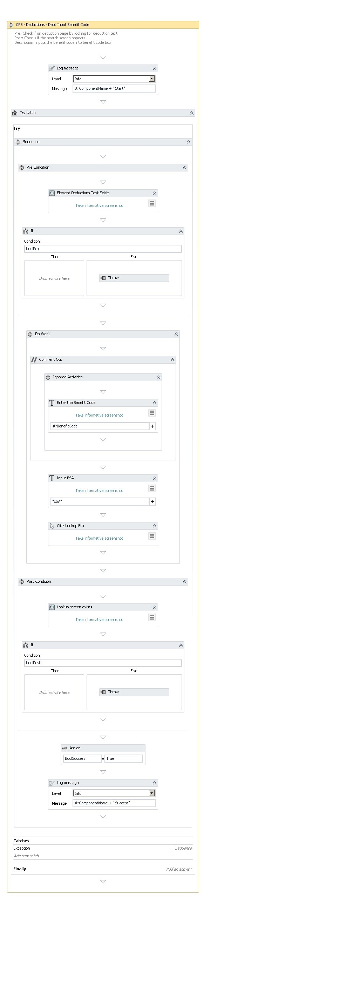 CPS - Deductions - Debt Input Benefit Code
Pre: Check if on deduction page by looking for deduction text
Post: Checks if the search screen appears
Description: inputs the benefit code into benefit code box
Log message
Level Info
Message strComponentName + " Start"
Try catch
Try
Sequence
Pre Condition
Element Deductions Text Exists
Take informative screenshot
If
Condition
boolPre
Then Else
Drop activity here Throw
Do Work
// Comment Out
Ignored Activities
T Enter the Benefit Code
Take informative screenshot
strBenefitCode +
T Input ESA
Take informative screenshot
"ESA" +
Click Lookup Btn
Take informative screenshot
Post Condition
Lookup screen exists
Take informative screenshot
If
Condition
boolPost
Then Else
Drop activity here Throw
A+B Assign
BoolSuccess = True
Log message
Level Info
Message strComponentName + " Success"
Catches
Exception Sequence
Add new catch
Finally Add an activity